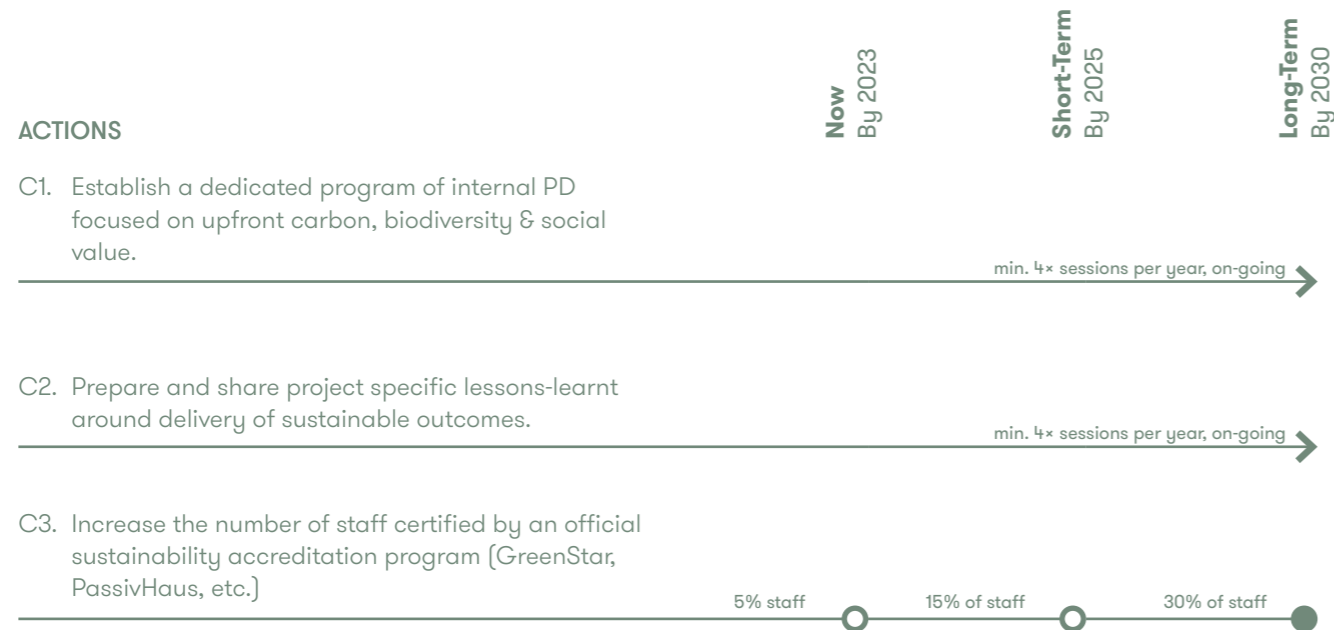 Now
By 2023
Short-Term
By 2025
Long-Term
By 2030
ACTIONS
C1. Establish a dedicated program of internal PD
focused on upfront carbon, biodiversity & social
value.
min. 4x sessions per year, on-going
C2. Prepare and share project specific lessons-learnt
around delivery of sustainable outcomes.
min. 4x sessions per year, on-going
C3. Increase the number of staff certified by an official
sustainability accreditation program (GreenStar,
PassivHaus, etc.)
5% staff
15% of staff
30% of staff